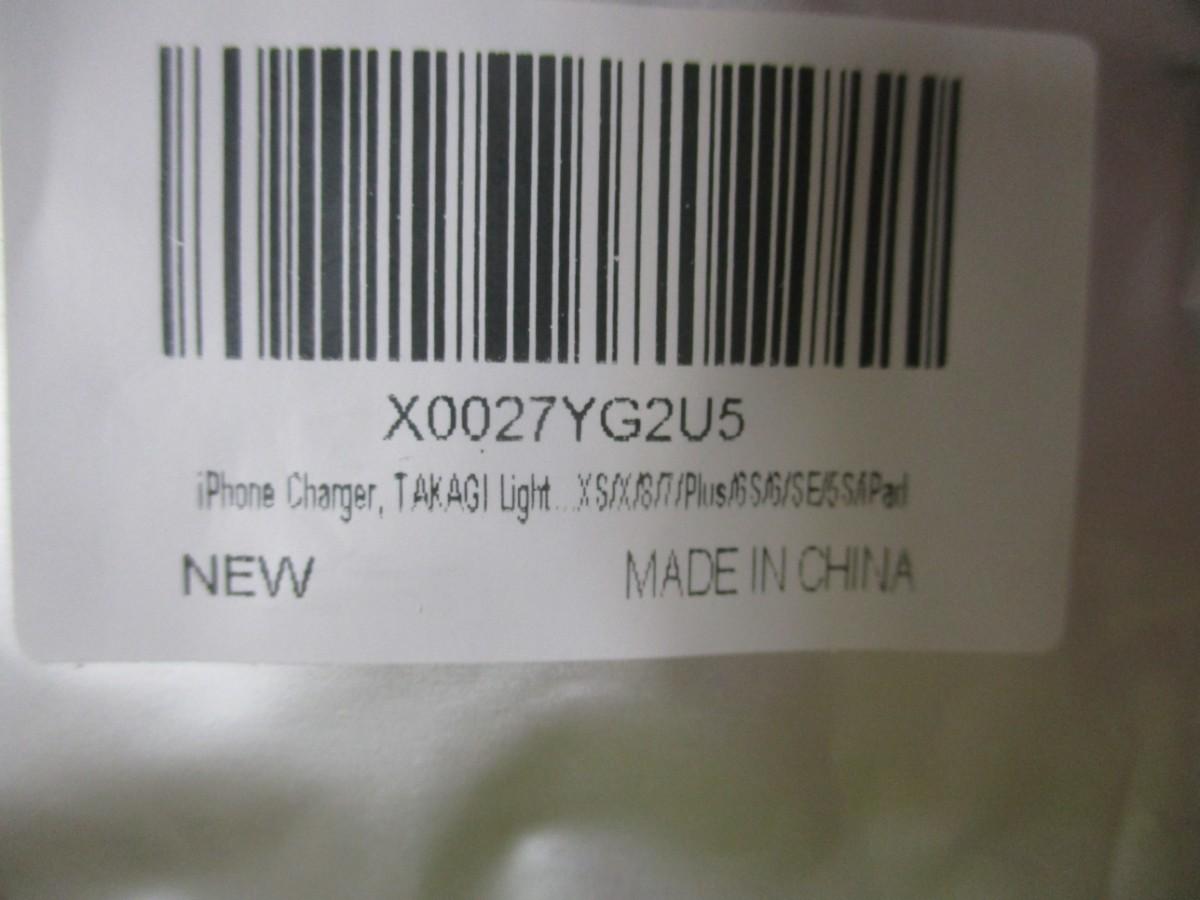 X0027YG2U5
iPhone Charger, TAKAGI Light...XS/X/8/7/Plus/6S/6/SE/5S/iPad
NEW
MADE IN CHINA